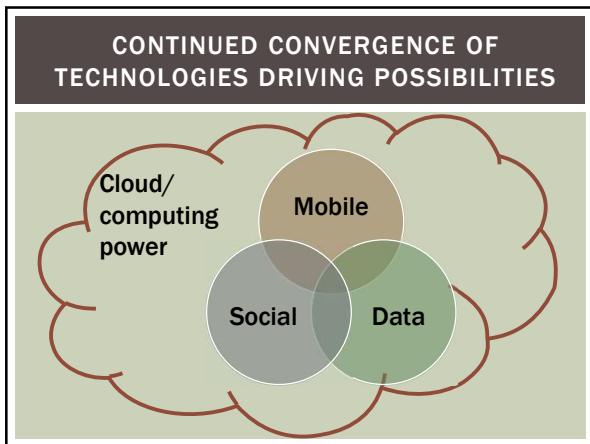 CONTINUED CONVERGENCE OF
TECHNOLOGIES DRIVING POSSIBILITIES
Cloud/
computing
power
Mobile
Social
Data